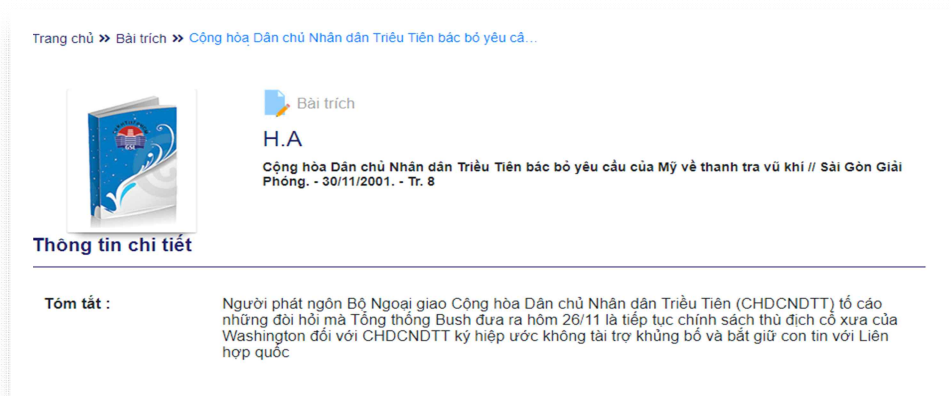 Trang chủ » Bài trích » Cộng hòa Dân chủ Nhân dân Triều Tiên bác bỏ yêu cầ...
Bài trích
H.A
Cộng hòa Dân chủ Nhân dân Triều Tiên bác bỏ yêu cầu của Mỹ về thanh tra vũ khí // Sài Gòn Giải
Phóng. - 30/11/2001. - Tr. 8
Thông tin chi tiết
Tóm tắt :
Người phát ngôn Bộ Ngoại giao Cộng hòa Dân chủ Nhân dân Triều Tiên (CHDCNDTT) tố cáo
những đòi hỏi mà Tổng thống Bush đưa ra hôm 26/11 là tiếp tục chính sách thù địch cổ xưa của
Washington đối với CHDCNDTT ký hiệp ước không tài trợ khủng bố và bắt giữ con tin với Liên
hợp quốc